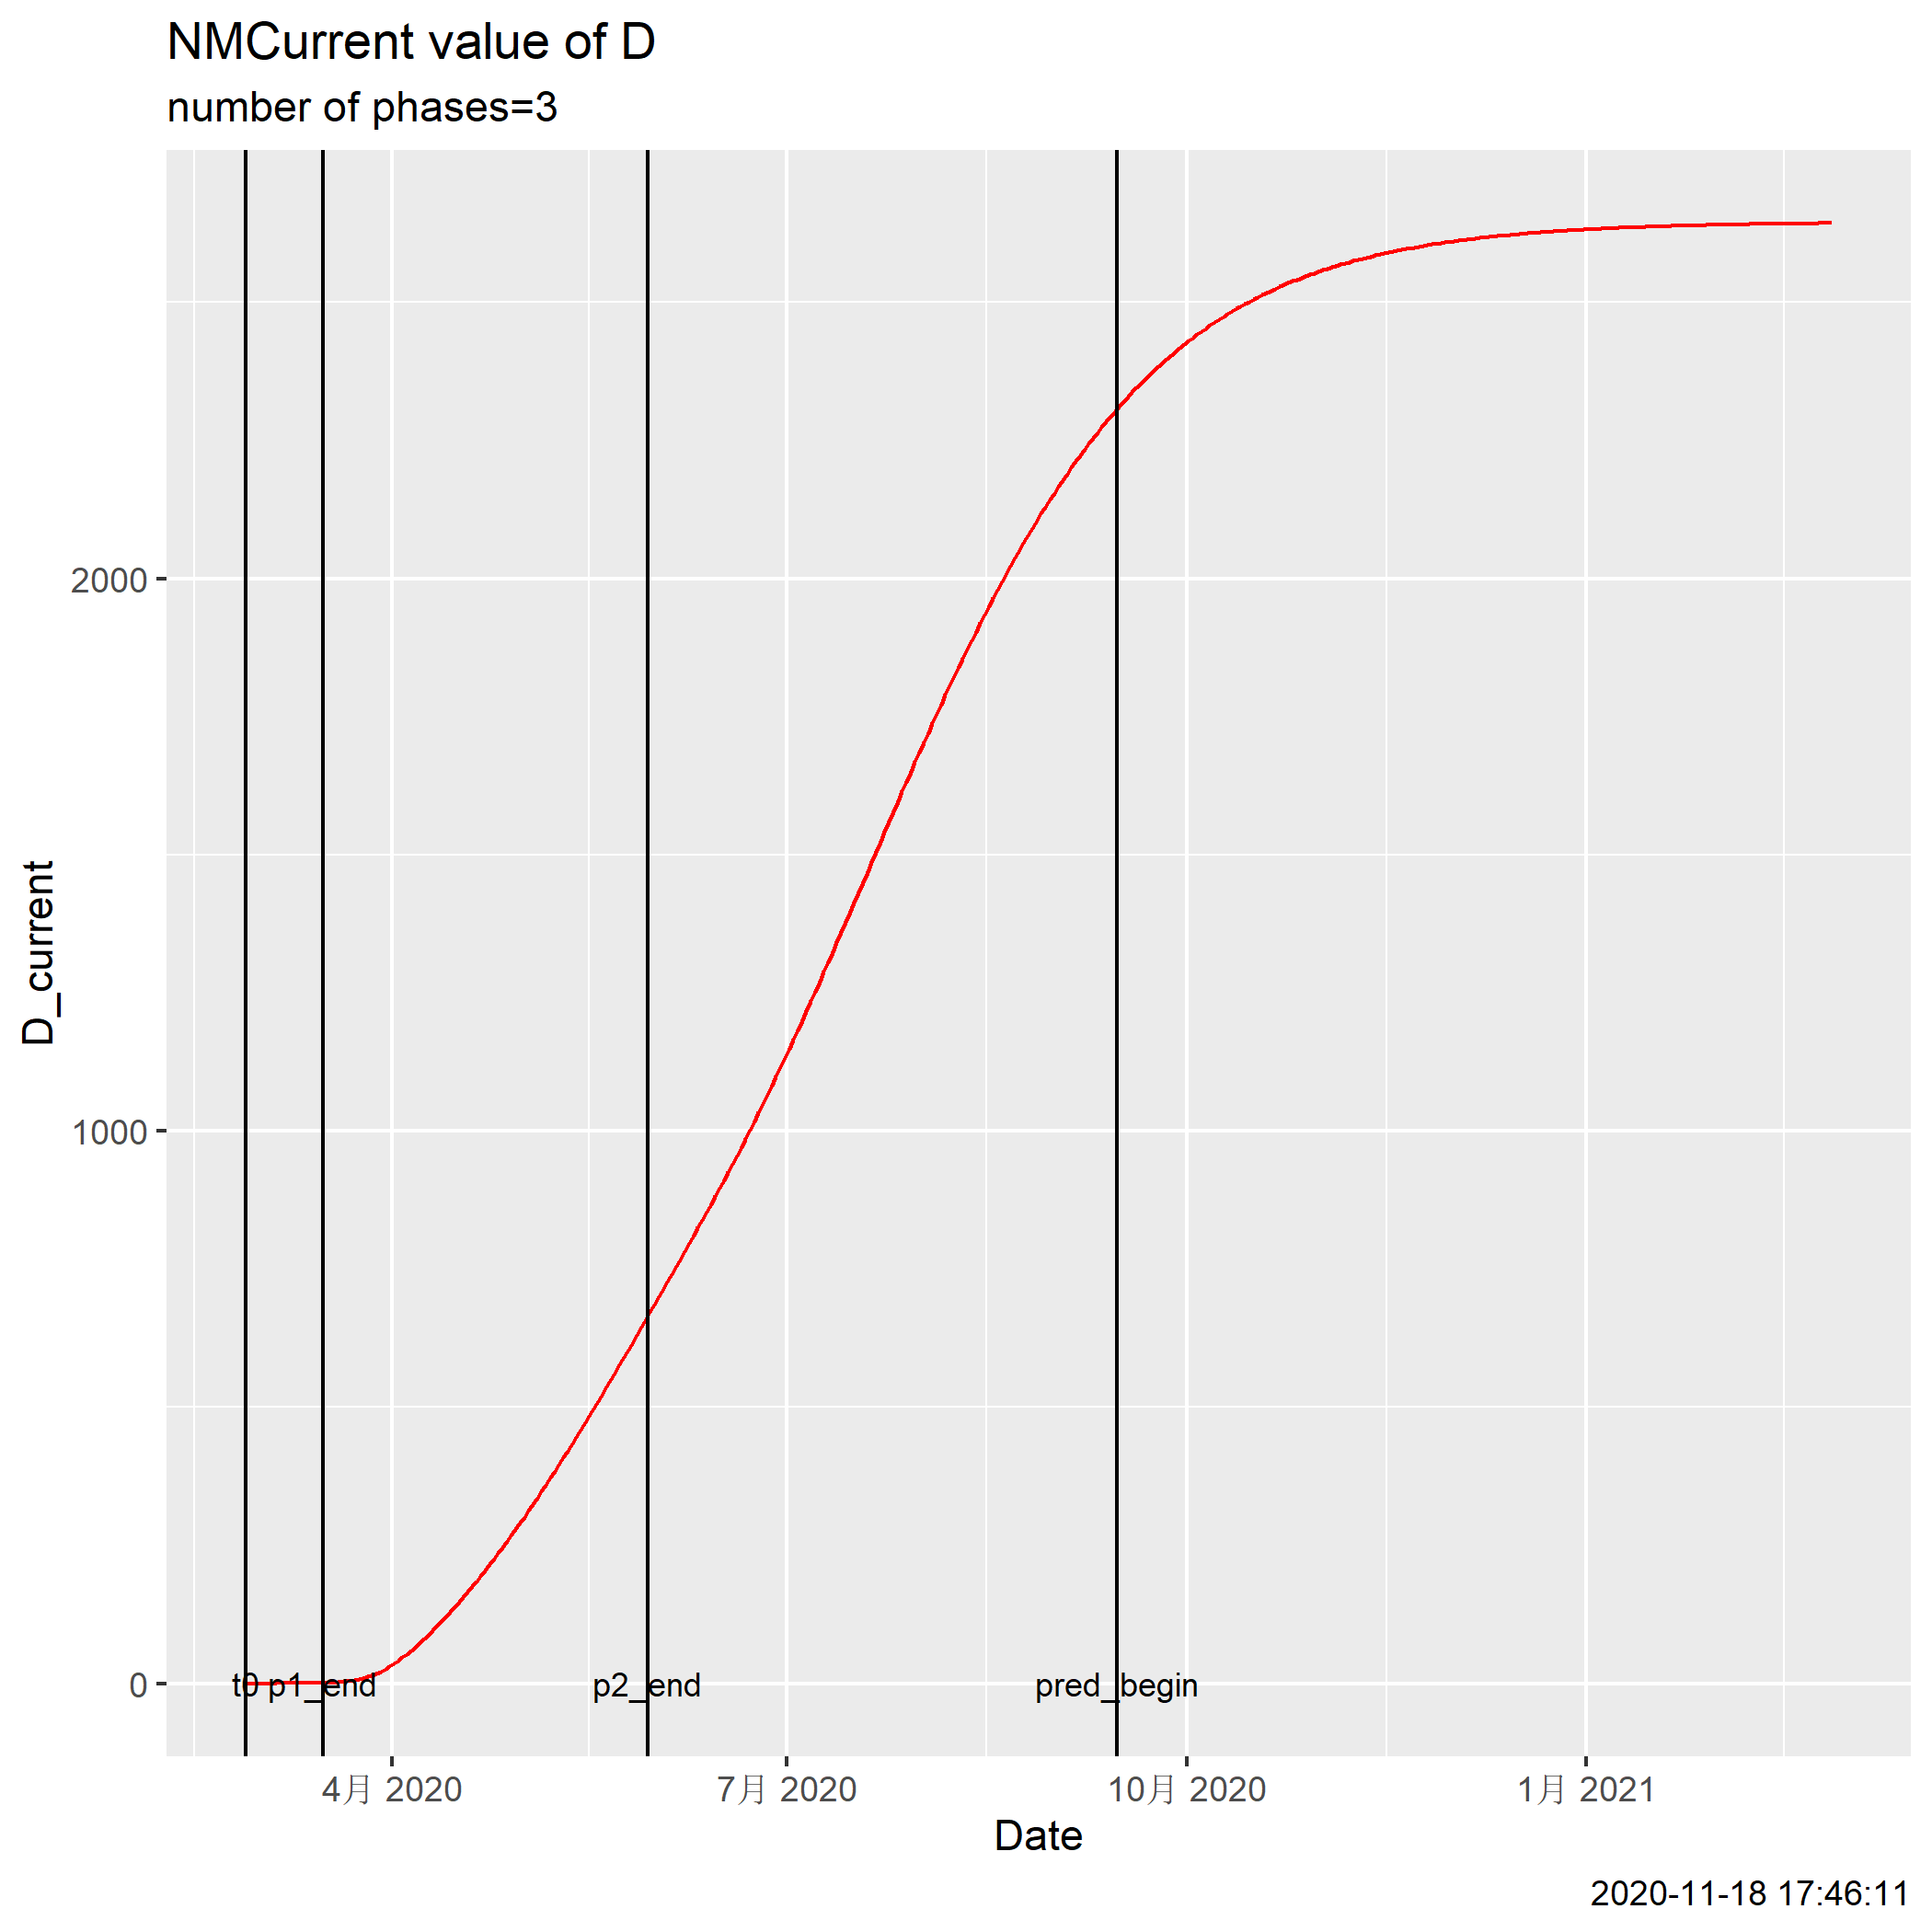 NMCurrent value of D
number of phases=3
D_current
2000
1000
0
t0 p1_end p2_end pred_begin
4月 2020 7月 2020 10月 2020 1月 2021
Date
2020-11-18 17:46:11